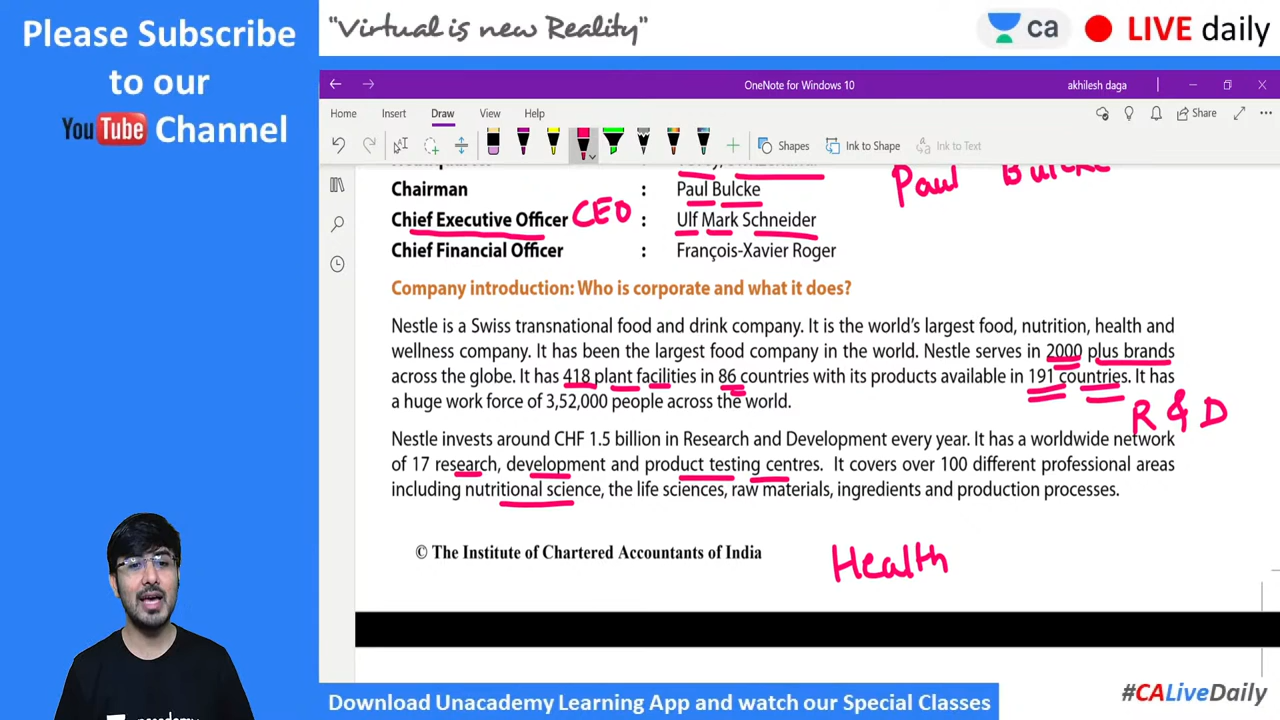 Please Subscribe
to our
YouTube Channel
"Virtual is new Reality"
ca
LIVE daily
OneNote for Windows 10
akhilesh daga
Home Insert Draw View Help
Shapes Ink to Shape Ink to Text
Share
Chairman : Paul Bulcke
Paul Bulcke
Chief Executive Officer CEO : Ulf Mark Schneider
Chief Financial Officer : François-Xavier Roger
Company introduction: Who is corporate and what it does?
Nestle is a Swiss transnational food and drink company. It is the world's largest food, nutrition, health and
wellness company. It has been the largest food company in the world. Nestle serves in 2000 plus brands
across the globe. It has 418 plant facilities in 86 countries with its products available in 191 countries. It has
a huge work force of 3,52,000 people across the world.
R & D
Nestle invests around CHF 1.5 billion in Research and Development every year. It has a worldwide network
of 17 research, development and product testing centres. It covers over 100 different professional areas
including nutritional science, the life sciences, raw materials, ingredients and production processes.
© The Institute of Chartered Accountants of India
Health
Download Unacademy Learning App and watch our Special Classes
#CALiveDaily